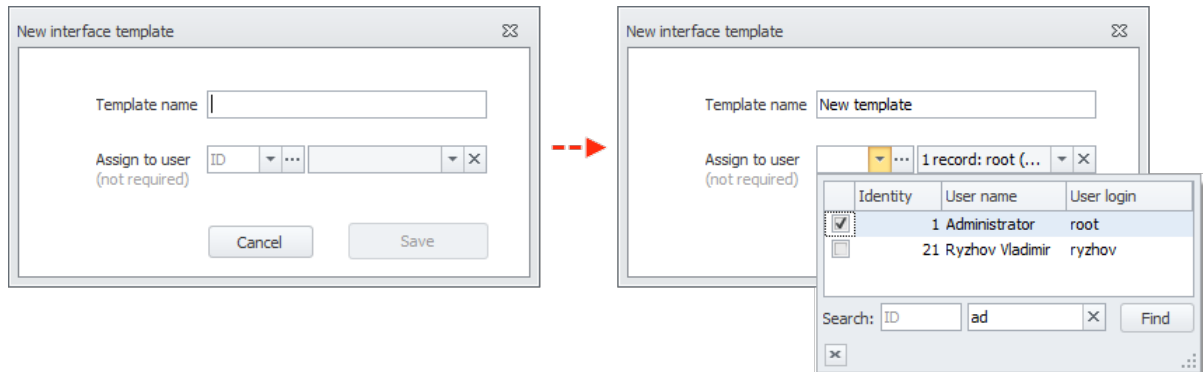 New interface template
Template name
Assign to user ID
(not required)
Cancel Save
New interface template
Template name New template
Assign to user 1 record: root (...
(not required)
Identity User name User login
1 Administrator root
21 Ryzhov Vladimir ryzhov
Search: ID ad Find